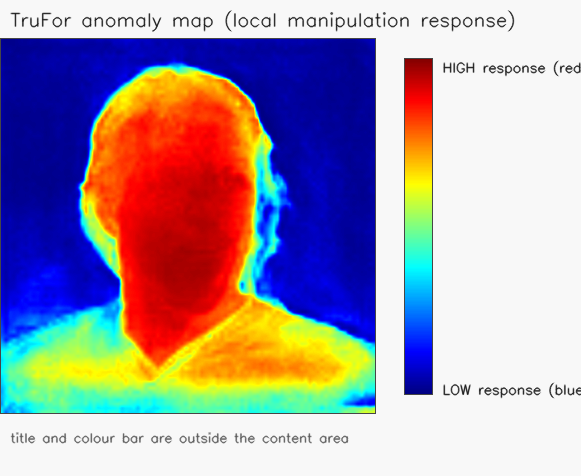 TruFor anomaly map (local manipulation response)
HIGH response (red
LOW response (blue
title and colour bar are outside the content area